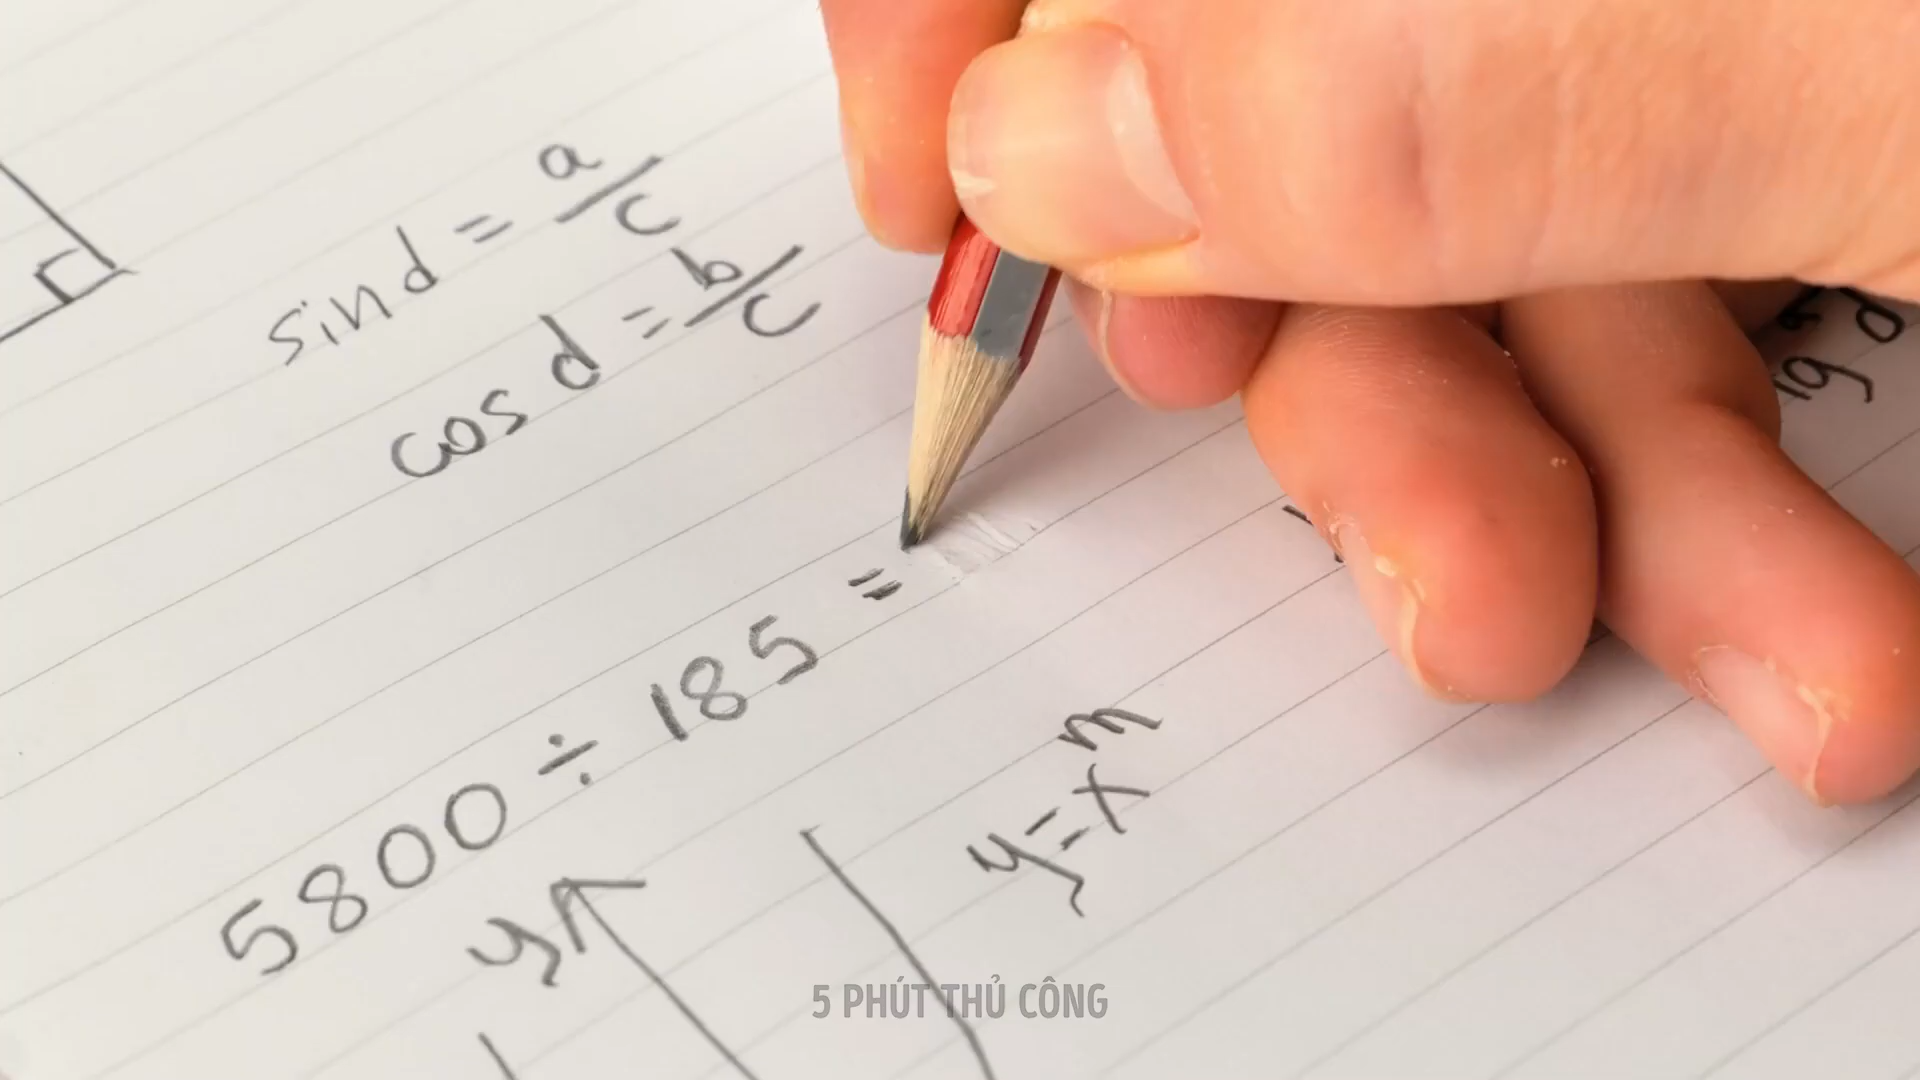 sin d = a/c
cos d = b/c
5800 ÷ 185 =
y = x^m
y
5 PHÚT THỦ CÔNG